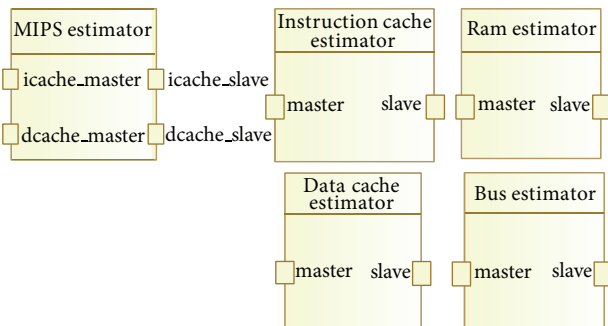 MIPS estimator
icache_master
icache_slave
dcache_master
dcache_slave
Instruction cache
estimator
master
slave
Ram estimator
master
slave
Data cache
estimator
master
slave
Bus estimator
master
slave